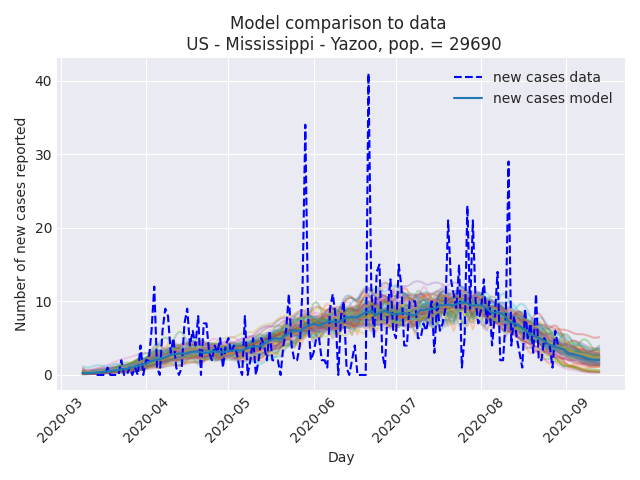 Model comparison to data
US - Mississippi - Yazoo, pop. = 29690
new cases data
new cases model
Number of new cases reported
40
30
20
10
0
2020-03
2020-04
2020-05
2020-06
2020-07
2020-08
2020-09
Day